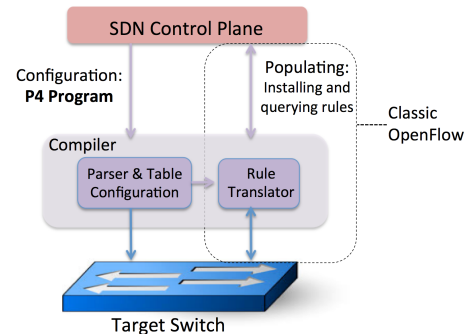 SDN Control Plane
Configuration:
P4 Program
Populating:
Installing and
querying rules
Classic
OpenFlow
Compiler
Parser & Table
Configuration
Rule
Translator
Target Switch